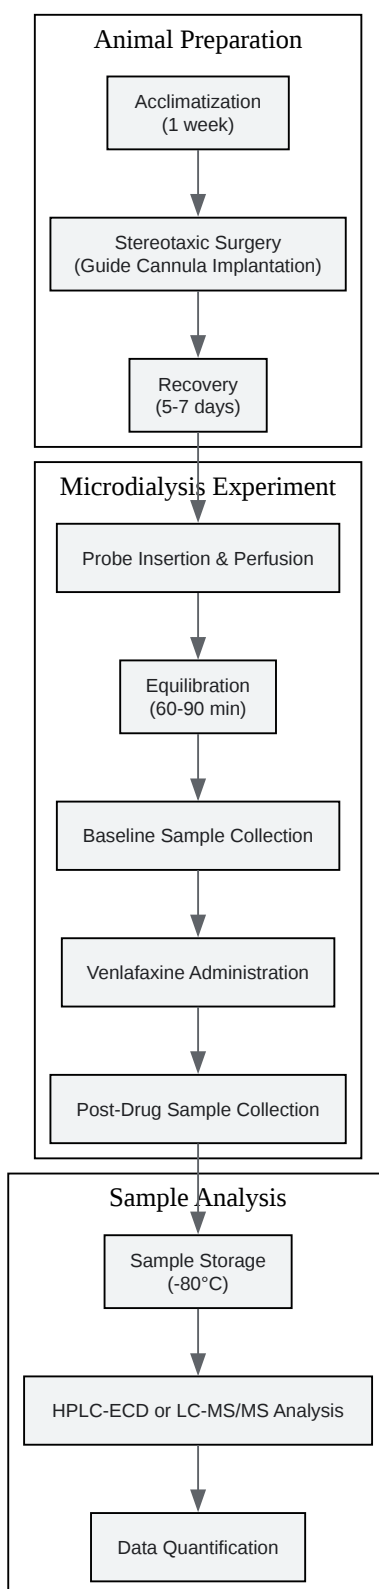 Animal Preparation
Acclimatization
(1 week)
Stereotaxic Surgery
(Guide Cannula Implantation)
Recovery
(5-7 days)
Microdialysis Experiment
Probe Insertion & Perfusion
Equilibration
(60-90 min)
Baseline Sample Collection
Venlafaxine Administration
Post-Drug Sample Collection
Sample Analysis
Sample Storage
(-80°C)
HPLC-ECD or LC-MS/MS Analysis
Data Quantification